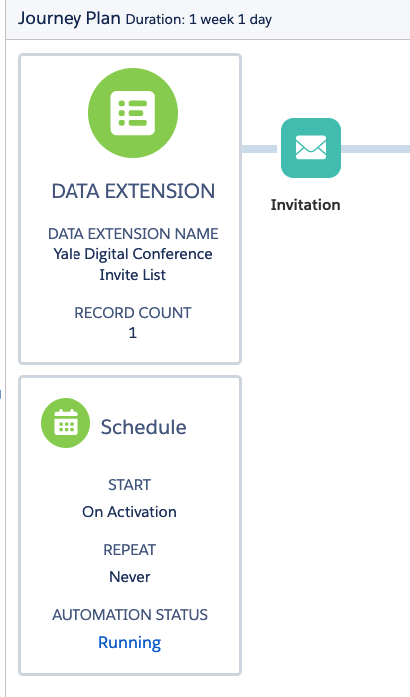 Journey Plan Duration: 1 week 1 day
DATA EXTENSION
DATA EXTENSION NAME
Yale Digital Conference
Invite List
RECORD COUNT
1
Invitation
Schedule
START
On Activation
REPEAT
Never
AUTOMATION STATUS
Running